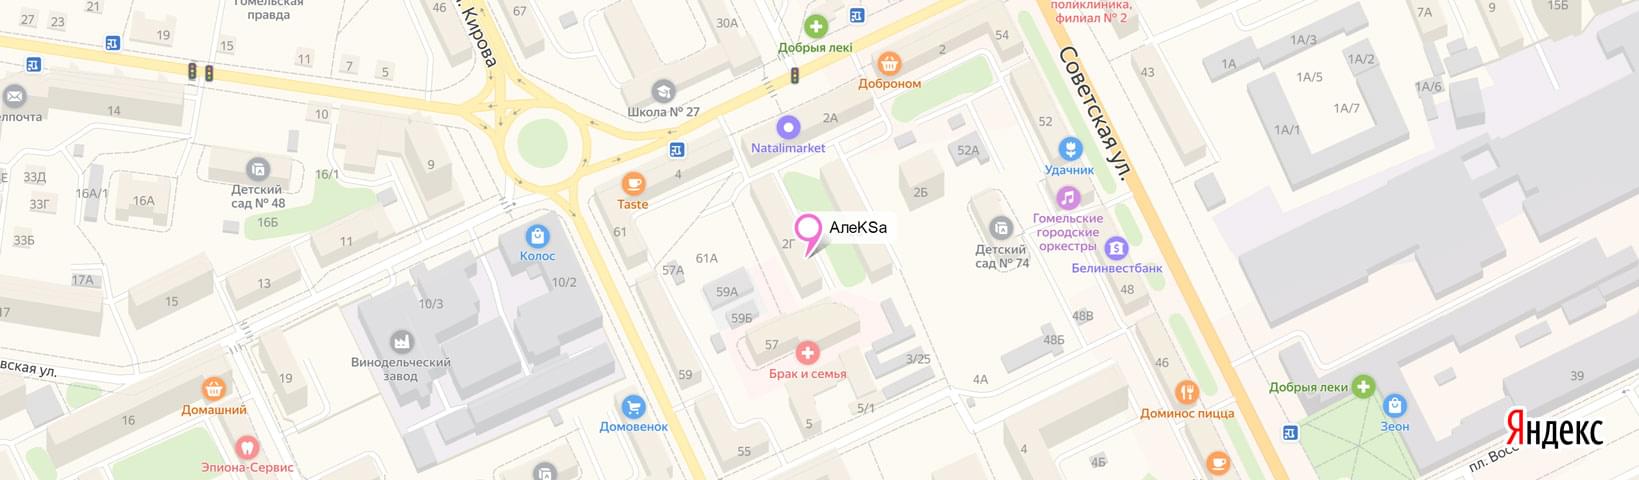 Гомельская
правда
27
23
19
15
11
7
5
14
10
46
ул. Кирова
67
30А
Школа № 27
Добрыя лекі
Доброном
2
54
поликлиника,
филиал № 2
Советская ул.
43
1А
1А/3
1А/2
1А/5
1А/7
1А/1
1А/6
7А
9
15Б
2А
Natalimarket
4
Taste
61
9
16/1
Детский
сад № 48
16Б
16А
16А/1
33Д
33Г
33Б
11
Колос
10/2
10/3
Винодельческий
завод
17А
17
15
13
19
16
Домашний
Эпиона-Сервис
57А
61А
59А
59Б
59
55
Домовенок
57
Брак и семья
5
5/1
3/25
4А
4
4Б
2Г
АлеКSа
2Б
52А
52
Удачник
Гомельские
городские
оркестры
Детский
сад № 74
Белинвестбанк
48
48В
48Б
46
Доминос пицца
Добрыя леки
Зеон
39
Яндекс